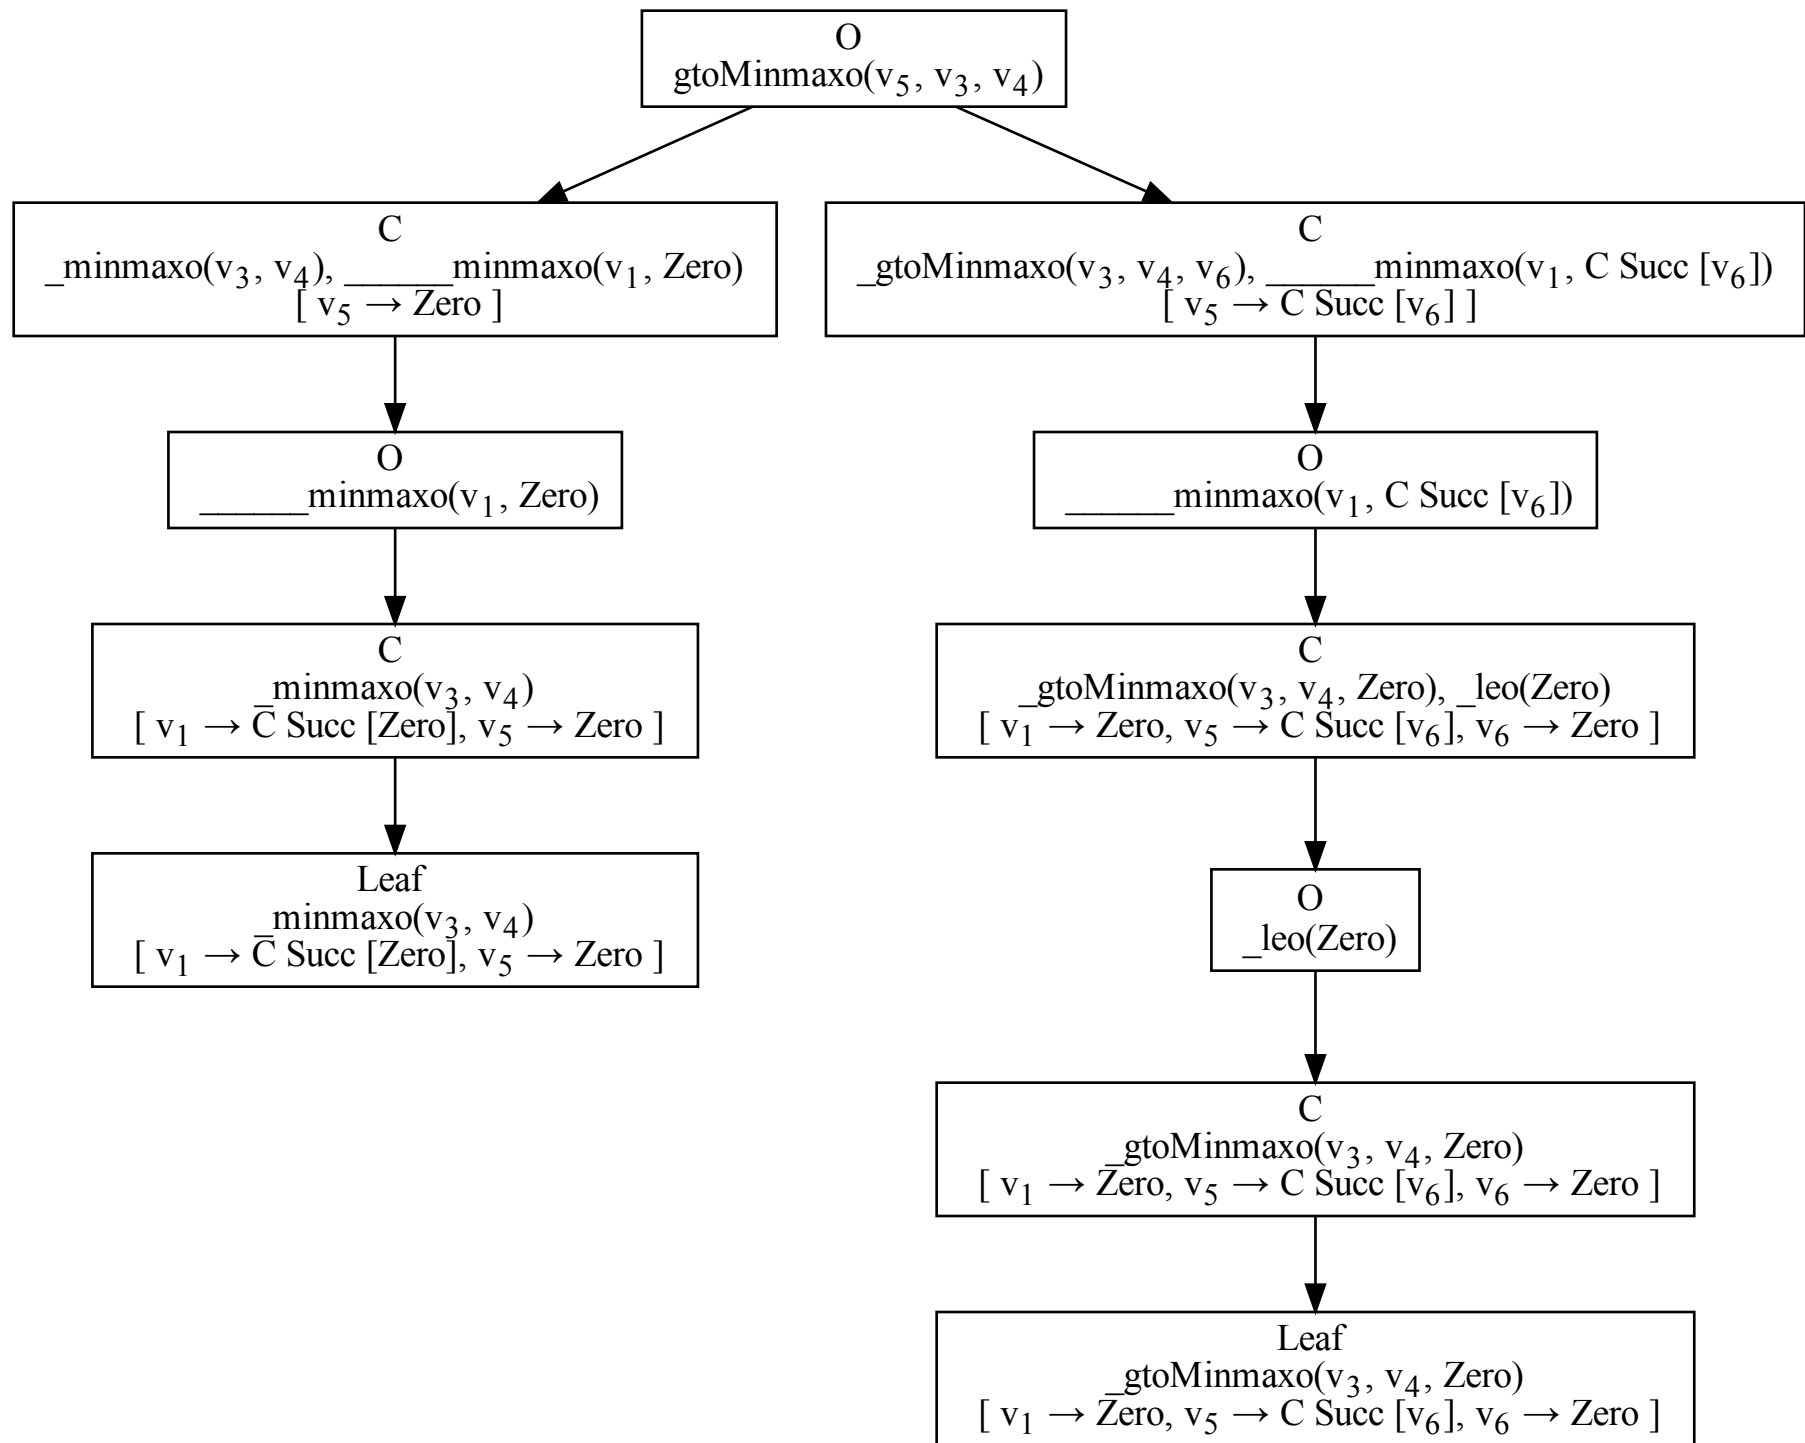 O
gtoMinmaxo(v5, v3, v4)
C
_minmaxo(v3, v4), ______minmaxo(v1, Zero)
[ v5 → Zero ]
C
_gtoMinmaxo(v3, v4, v6), ______minmaxo(v1, C Succ [v6])
[ v5 → C Succ [v6] ]
O
______minmaxo(v1, Zero)
O
______minmaxo(v1, C Succ [v6])
C
_minmaxo(v3, v4)
[ v1 → C Succ [Zero], v5 → Zero ]
C
_gtoMinmaxo(v3, v4, Zero), _leo(Zero)
[ v1 → Zero, v5 → C Succ [v6], v6 → Zero ]
Leaf
_minmaxo(v3, v4)
[ v1 → C Succ [Zero], v5 → Zero ]
O
_leo(Zero)
C
_gtoMinmaxo(v3, v4, Zero)
[ v1 → Zero, v5 → C Succ [v6], v6 → Zero ]
Leaf
_gtoMinmaxo(v3, v4, Zero)
[ v1 → Zero, v5 → C Succ [v6], v6 → Zero ]